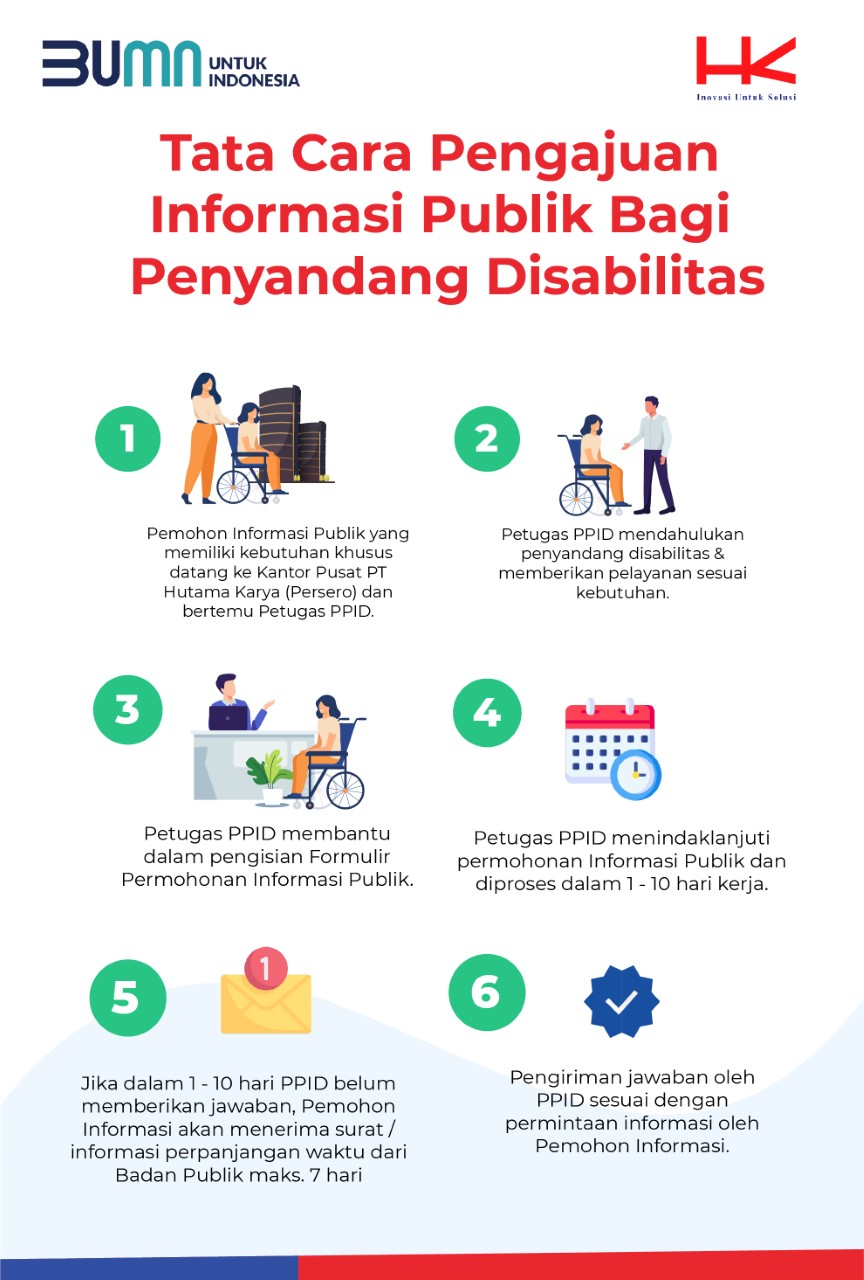 BUMN UNTUK
INDONESIA
HK
Inovasi Untuk Solusi
Tata Cara Pengajuan
Informasi Publik Bagi
Penyandang Disabilitas
1
Pemohon Informasi Publik yang
memiliki kebutuhan khusus
datang ke Kantor Pusat PT
Hutama Karya (Persero) dan
bertemu Petugas PPID.
2
Petugas PPID mendahulukan
penyandang disabilitas &
memberikan pelayanan sesuai
kebutuhan.
3
Petugas PPID membantu
dalam pengisian Formulir
Permohonan Informasi Publik.
4
Petugas PPID menindaklanjuti
permohonan Informasi Publik dan
diproses dalam 1 - 10 hari kerja.
5
1
Jika dalam 1 - 10 hari PPID belum
memberikan jawaban, Pemohon
Informasi akan menerima surat /
informasi perpanjangan waktu dari
Badan Publik maks. 7 hari
6
Pengiriman jawaban oleh
PPID sesuai dengan
permintaan informasi oleh
Pemohon Informasi.